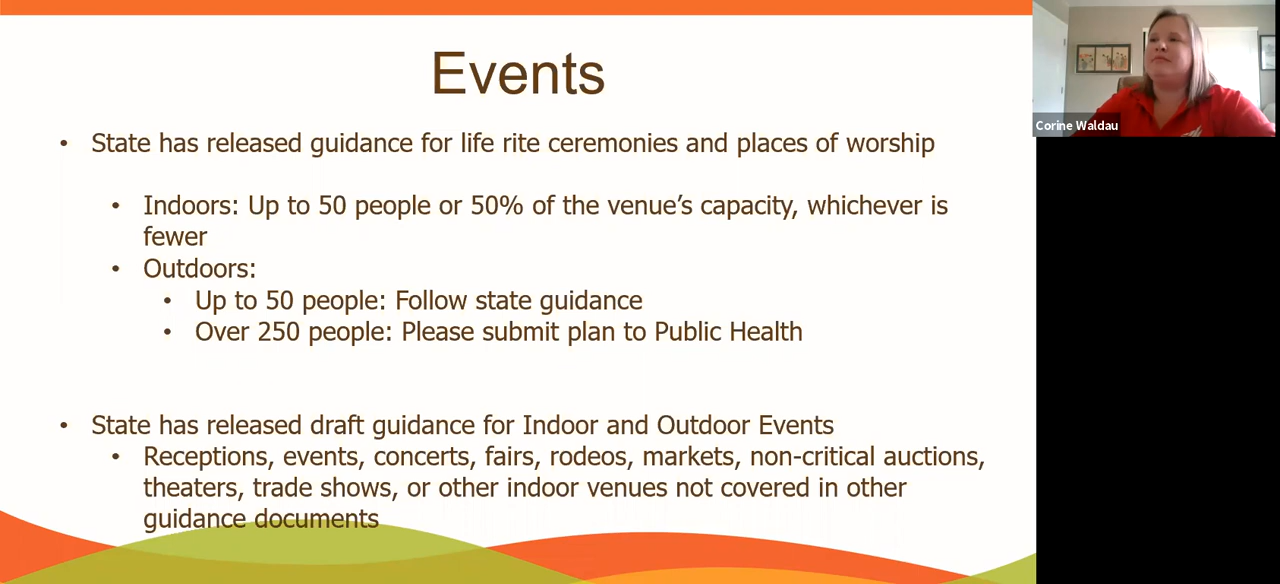 Events
• State has released guidance for life rite ceremonies and places of worship
• Indoors: Up to 50 people or 50% of the venue's capacity, whichever is
fewer
• Outdoors:
• Up to 50 people: Follow state guidance
• Over 250 people: Please submit plan to Public Health
• State has released draft guidance for Indoor and Outdoor Events
• Receptions, events, concerts, fairs, rodeos, markets, non-critical auctions,
theaters, trade shows, or other indoor venues not covered in other
guidance documents
Corine Waldau